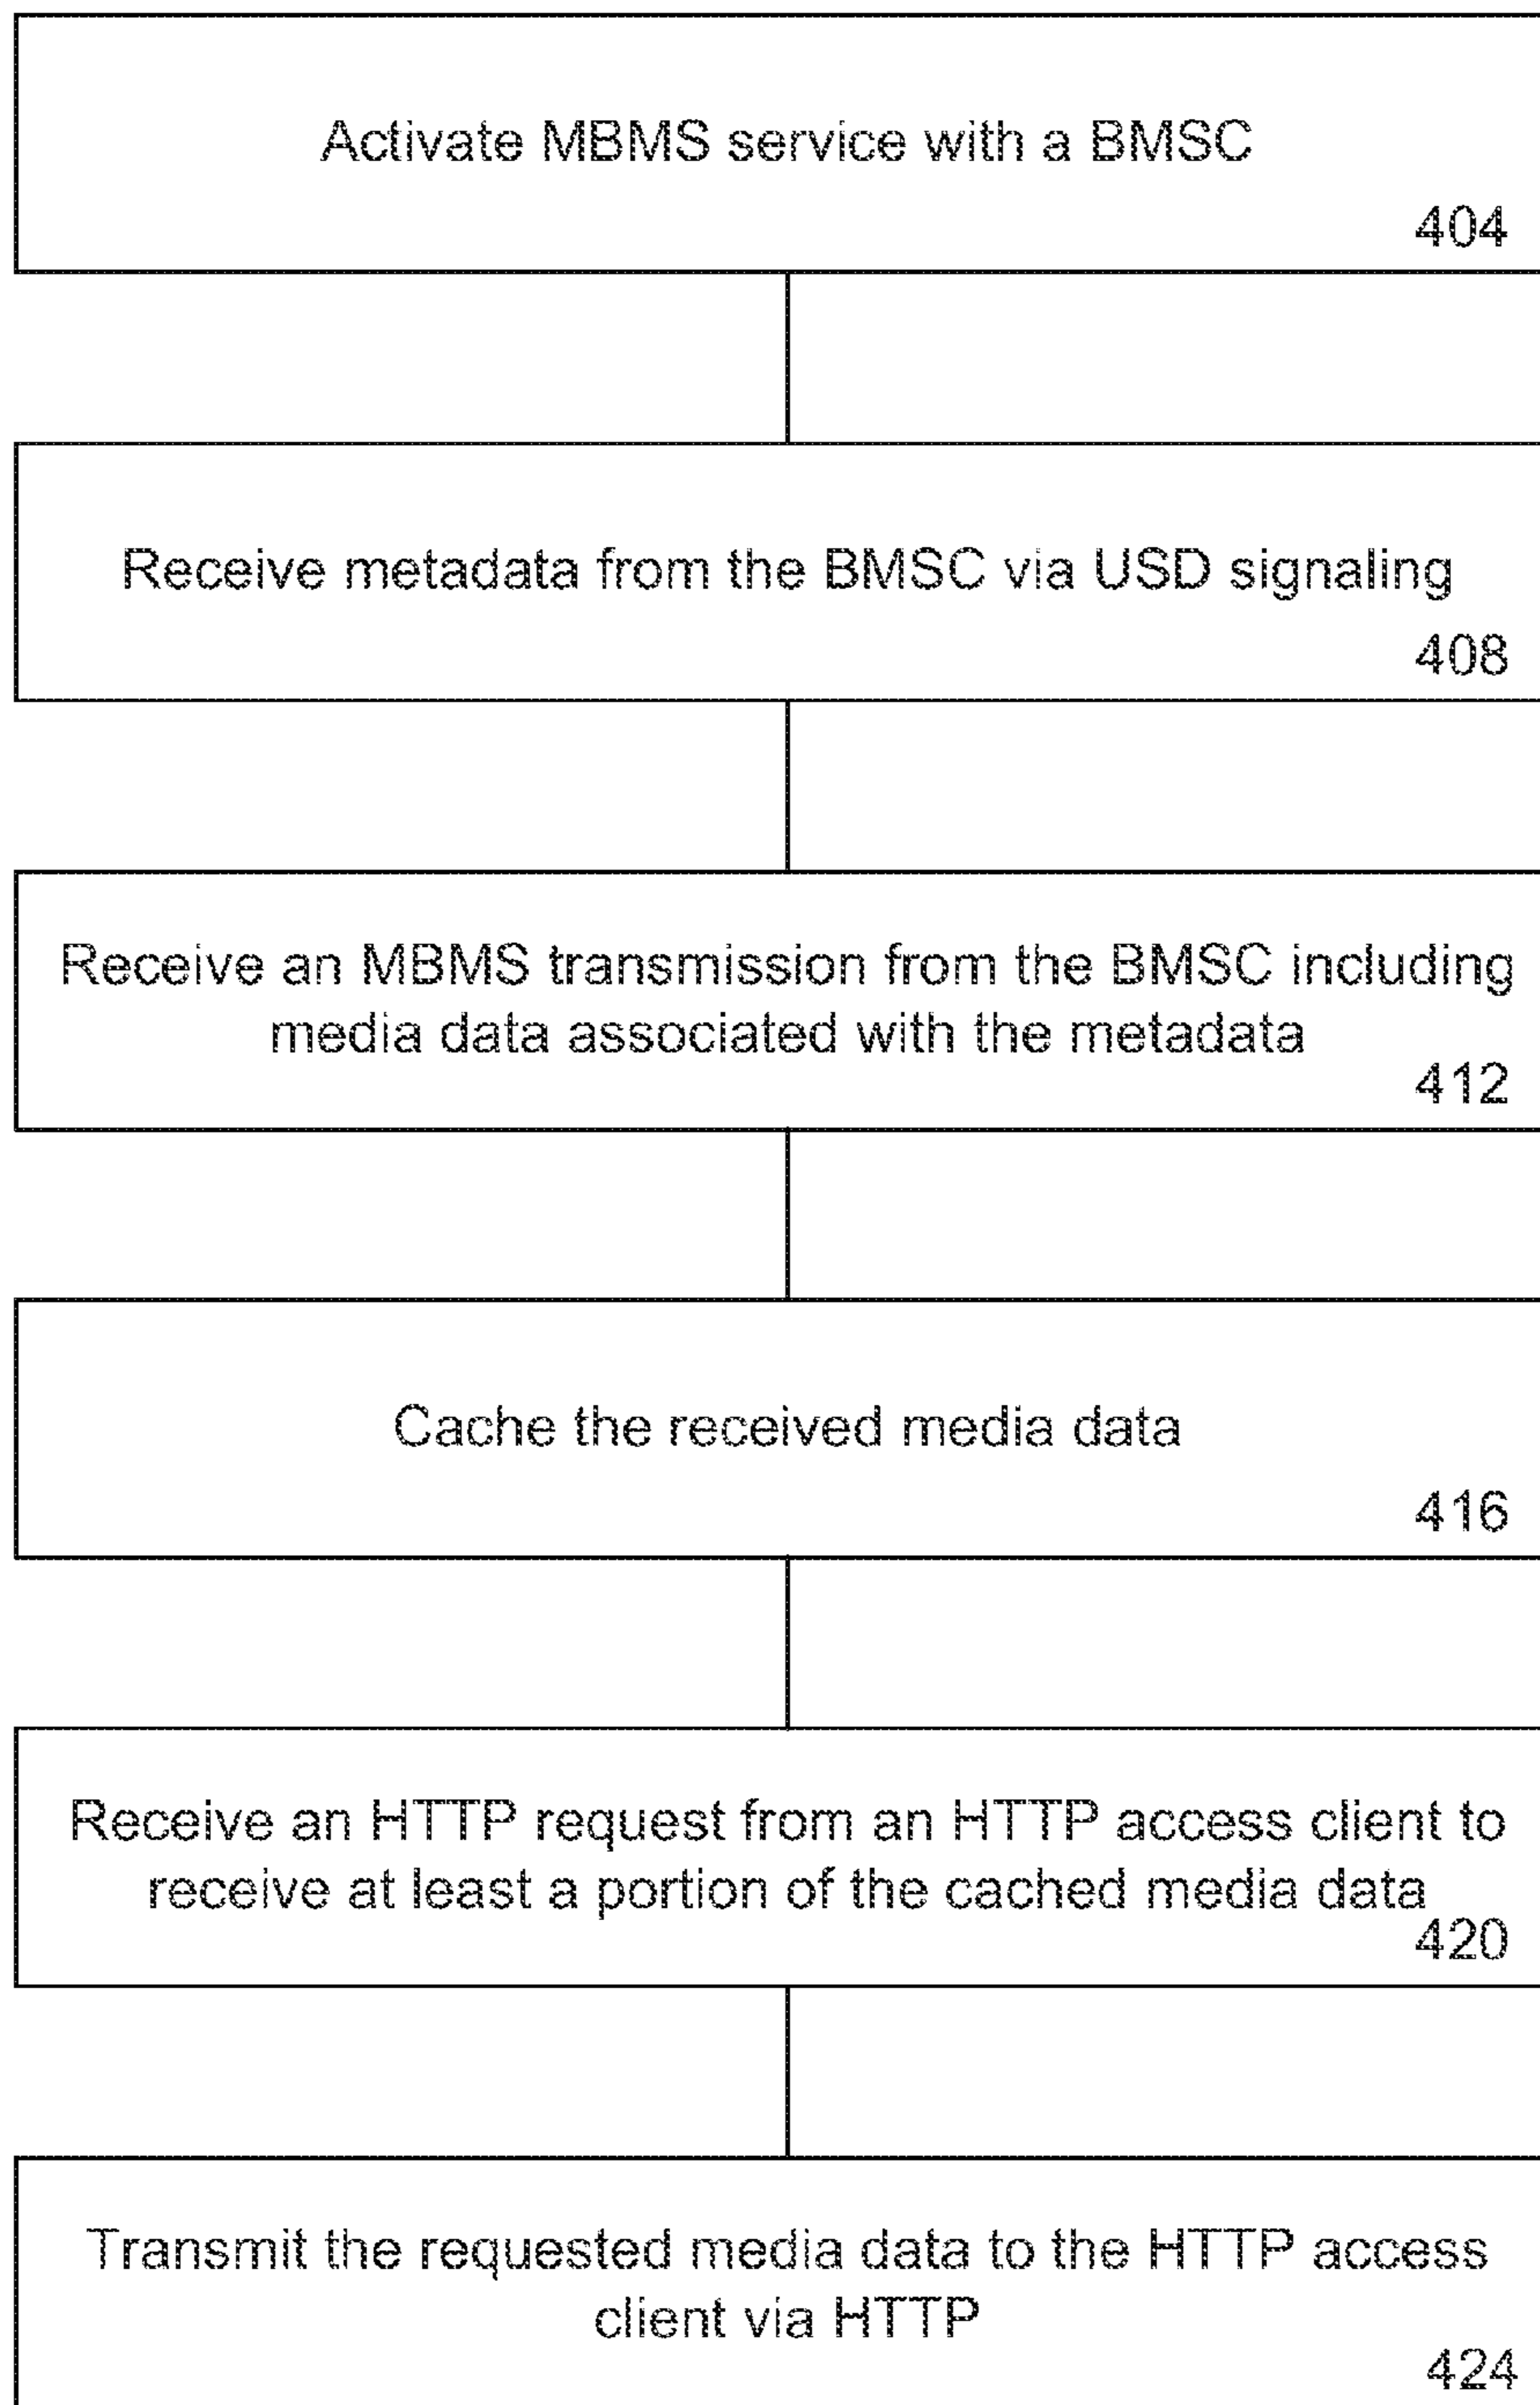 Activate MBMS service with a BMSC
404
Receive metadata from the BMSC via USD signaling
408
Receive an MBMS transmission from the BMSC including
media data associated with the metadata
412
Cache the received media data
416
Receive an HTTP request from an HTTP access client to
receive at least a portion of the cached media data
420
Transmit the requested media data to the HTTP access
client via HTTP
424